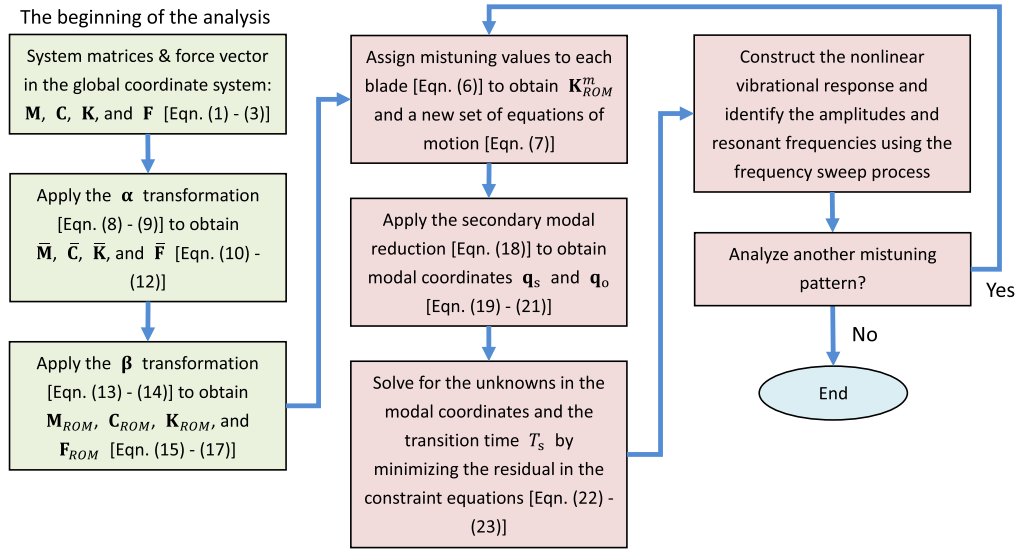 The beginning of the analysis
System matrices & force vector
in the global coordinate system:
M, C, K, and F [Eqn. (1) - (3)]
Apply the α transformation
[Eqn. (8) - (9)] to obtain
M̅, C̅, K̅, and F̅ [Eqn. (10) -
(12)]
Apply the β transformation
[Eqn. (13) - (14)] to obtain
M_ROM, C_ROM, K_ROM, and
F_ROM [Eqn. (15) - (17)]
Assign mistuning values to each
blade [Eqn. (6)] to obtain K^m_ROM
and a new set of equations of
motion [Eqn. (7)]
Apply the secondary modal
reduction [Eqn. (18)] to obtain
modal coordinates q_s and q_o
[Eqn. (19) - (21)]
Solve for the unknowns in the
modal coordinates and the
transition time T_s by
minimizing the residual in the
constraint equations [Eqn. (22) -
(23)]
Construct the nonlinear
vibrational response and
identify the amplitudes and
resonant frequencies using the
frequency sweep process
Analyze another mistuning
pattern?
Yes
No
End